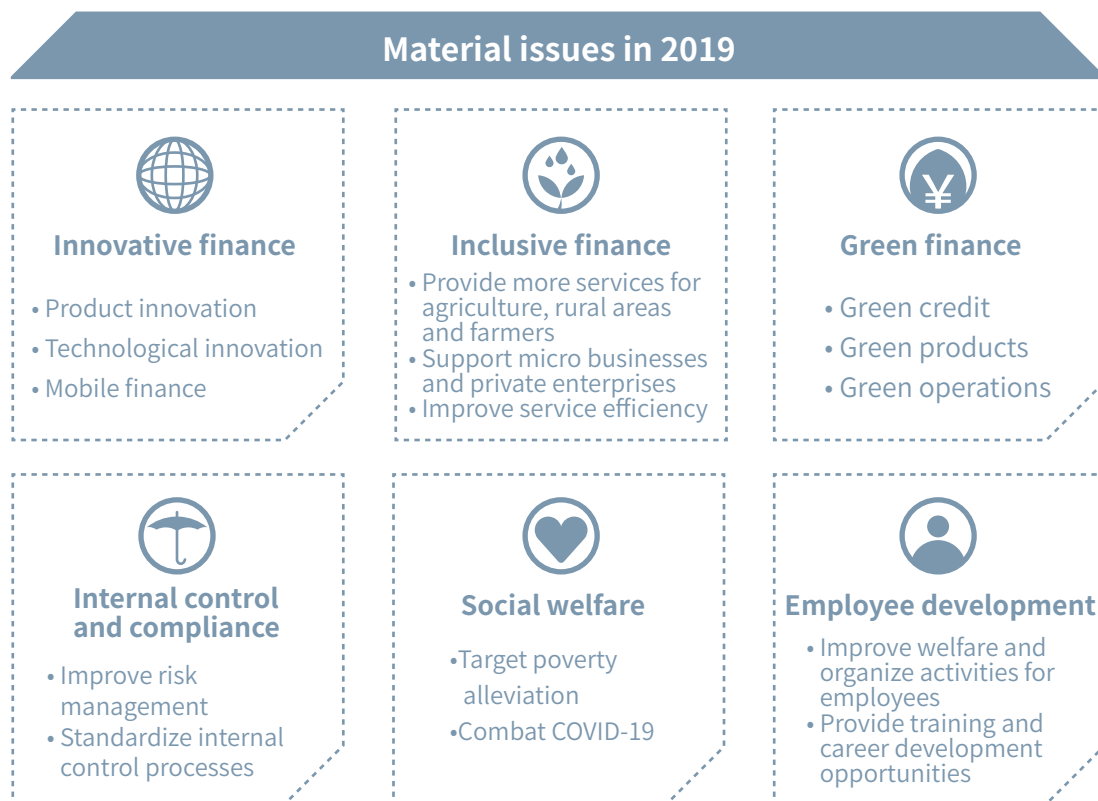 Material issues in 2019
Innovative finance
• Product innovation
• Technological innovation
• Mobile finance
Inclusive finance
• Provide more services for
agriculture, rural areas
and farmers
• Support micro businesses
and private enterprises
• Improve service efficiency
¥
Green finance
• Green credit
• Green products
• Green operations
Internal control
and compliance
• Improve risk
management
• Standardize internal
control processes
Social welfare
•Target poverty
alleviation
•Combat COVID-19
Employee development
• Improve welfare and
organize activities for
employees
• Provide training and
career development
opportunities